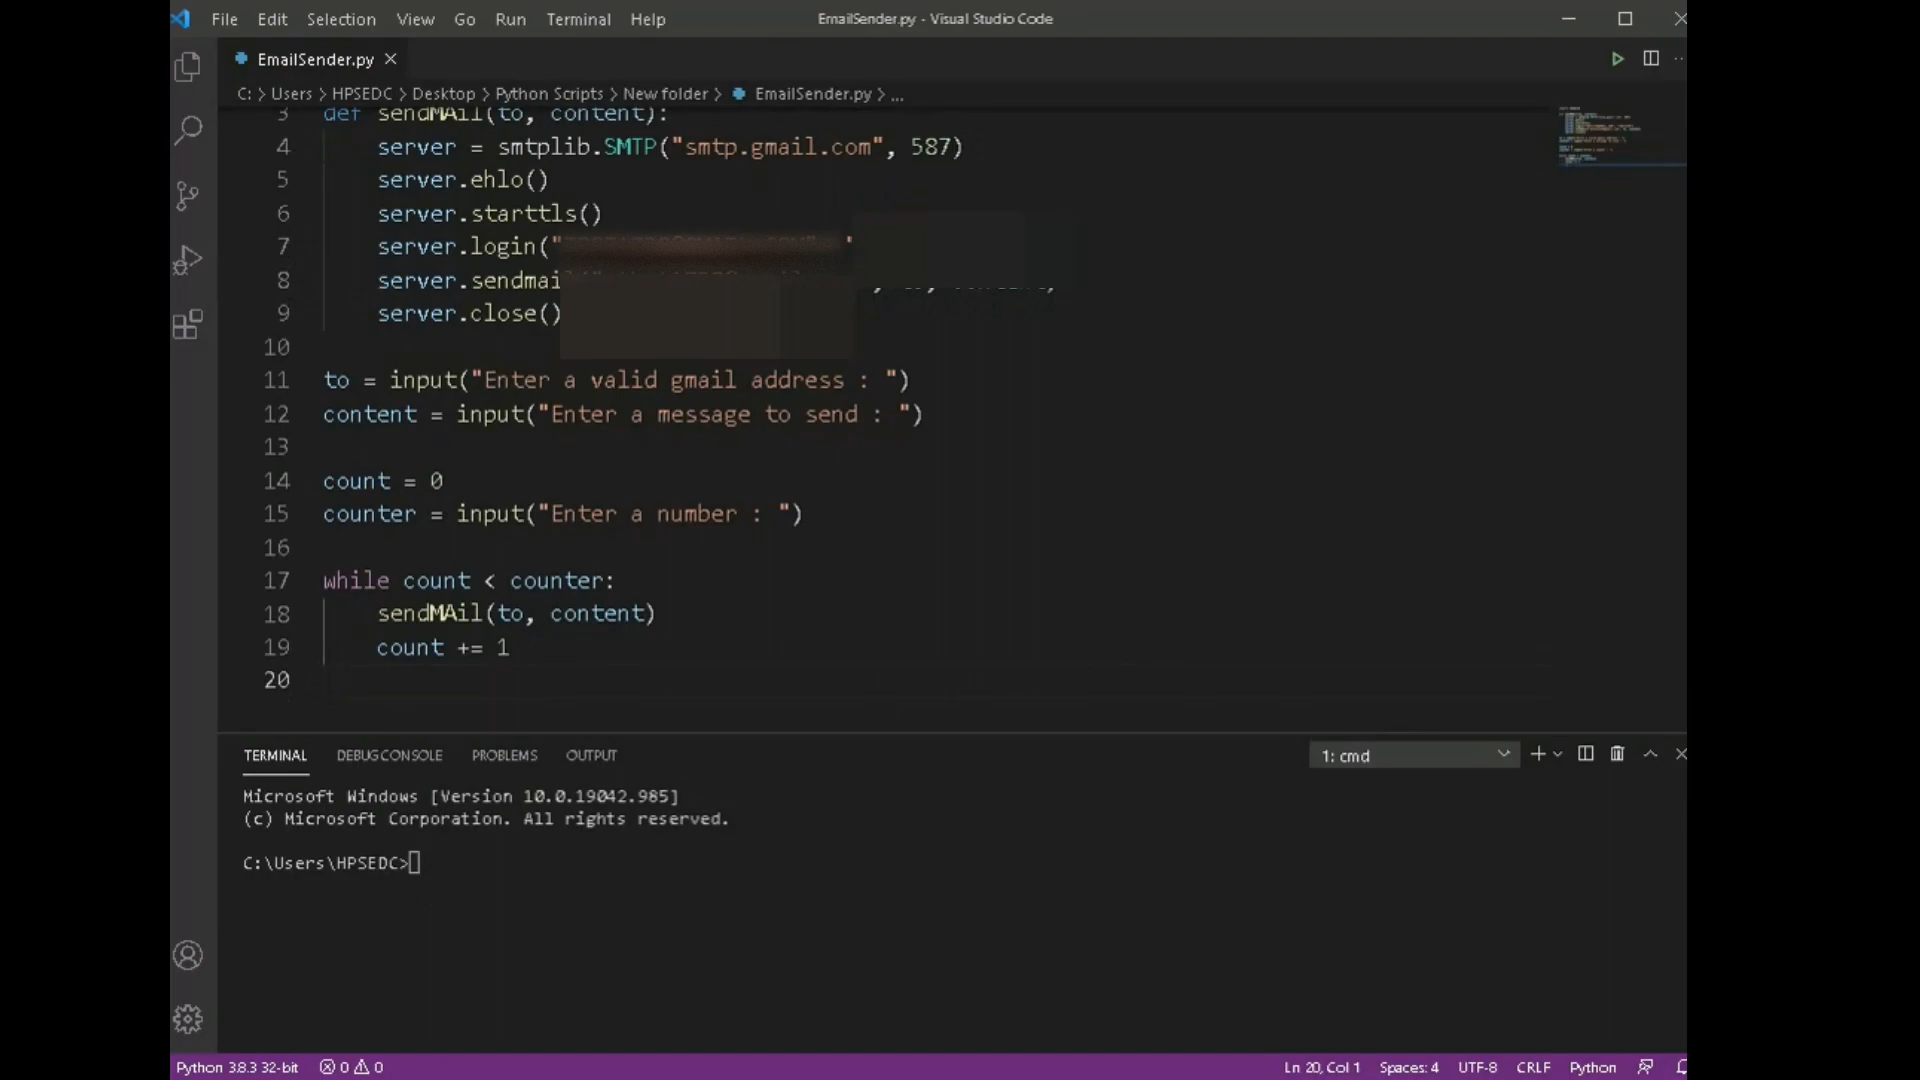 File Edit Selection View Go Run Terminal Help EmailSender.py - Visual Studio Code
EmailSender.py
C: > Users > HPSEDC > Desktop > Python Scripts > New folder > EmailSender.py > ...
3 def sendMAil(to, content):
4 server = smtplib.SMTP("smtp.gmail.com", 587)
5 server.ehlo()
6 server.starttls()
7 server.login("
8 server.sendmail
9 server.close()
10
11 to = input("Enter a valid gmail address : ")
12 content = input("Enter a message to send : ")
13
14 count = 0
15 counter = input("Enter a number : ")
16
17 while count < counter:
18 sendMAil(to, content)
19 count += 1
20
TERMINAL DEBUG CONSOLE PROBLEMS OUTPUT 1: cmd
Microsoft Windows [Version 10.0.19042.985]
(c) Microsoft Corporation. All rights reserved.
C:\Users\HPSEDC>
Python 3.8.3 32-bit 0 0 Ln 20, Col 1 Spaces: 4 UTF-8 CRLF Python